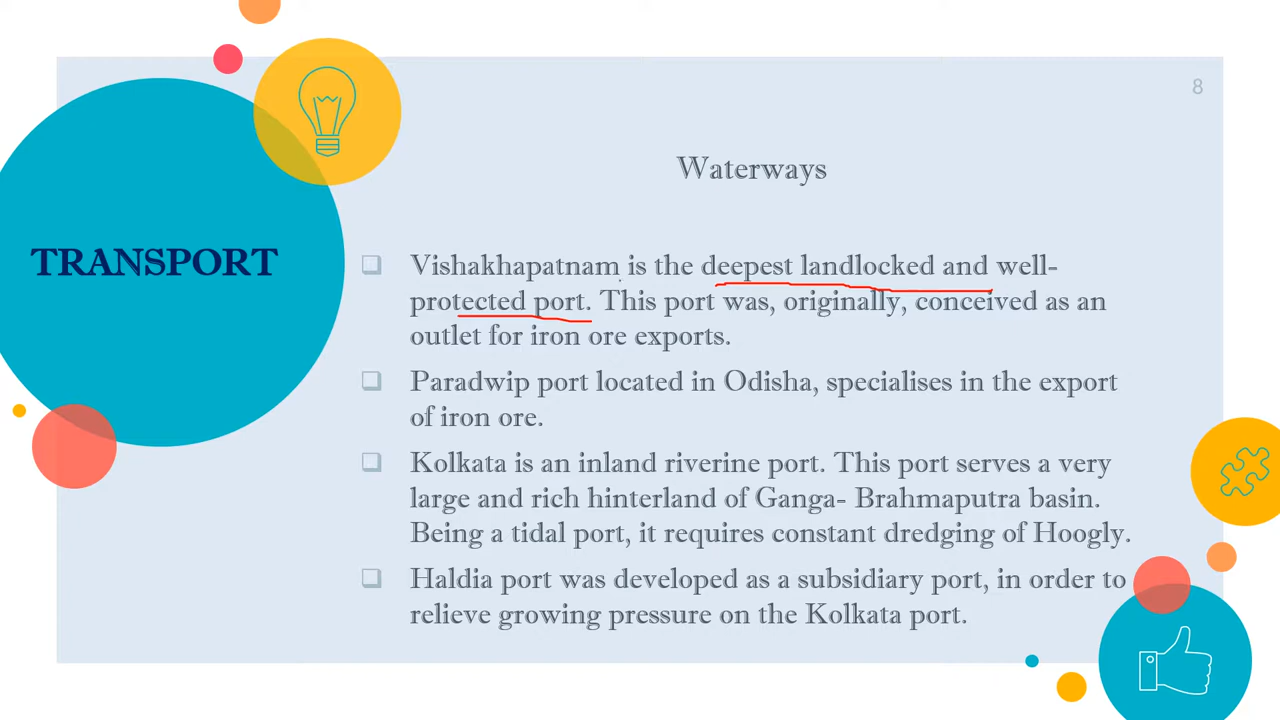 8
Waterways
TRANSPORT
Vishakhapatnam is the deepest landlocked and well-
protected port. This port was, originally, conceived as an
outlet for iron ore exports.
Paradwip port located in Odisha, specialises in the export
of iron ore.
Kolkata is an inland riverine port. This port serves a very
large and rich hinterland of Ganga- Brahmaputra basin.
Being a tidal port, it requires constant dredging of Hoogly.
Haldia port was developed as a subsidiary port, in order to
relieve growing pressure on the Kolkata port.